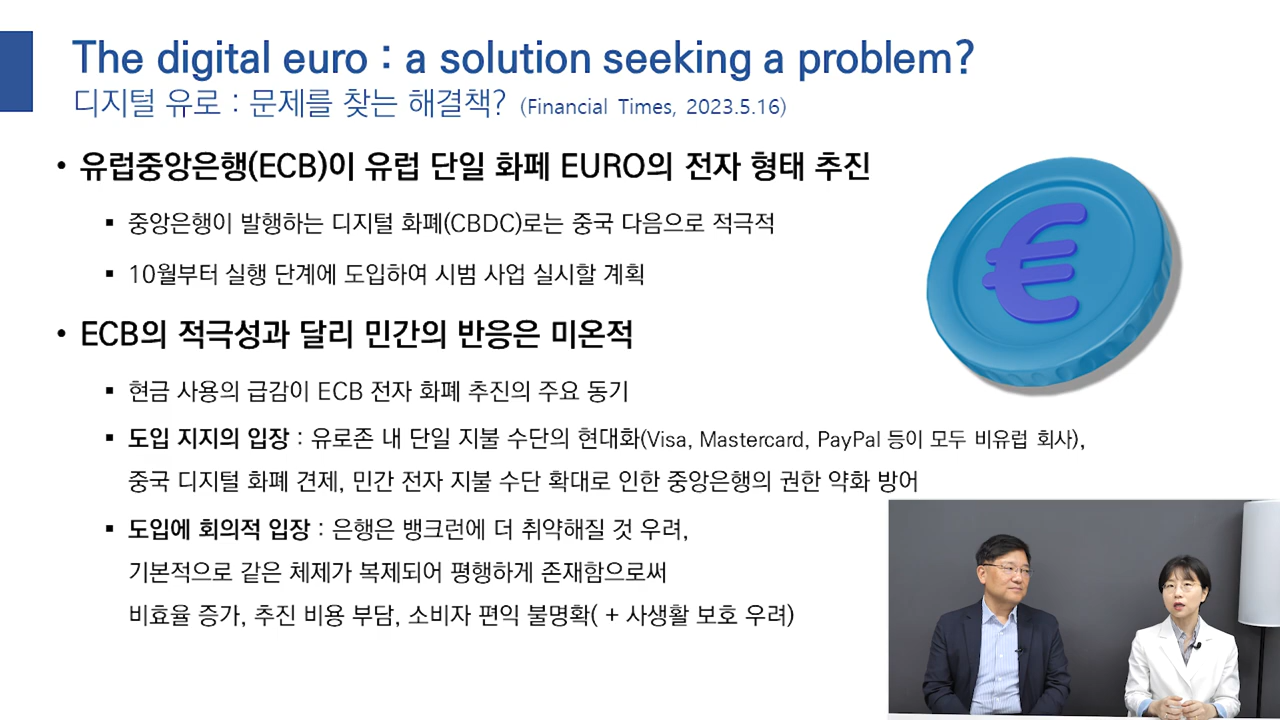 The digital euro : a solution seeking a problem?
디지털 유로 : 문제를 찾는 해결책? (Financial Times, 2023.5.16)
• 유럽중앙은행(ECB)이 유럽 단일 화페 EURO의 전자 형태 추진
▪ 중앙은행이 발행하는 디지털 화폐(CBDC)로는 중국 다음으로 적극적
▪ 10월부터 실행 단계에 도입하여 시범 사업 실시할 계획
• ECB의 적극성과 달리 민간의 반응은 미온적
▪ 현금 사용의 급감이 ECB 전자 화폐 추진의 주요 동기
▪ 도입 지지의 입장 : 유로존 내 단일 지불 수단의 현대화(Visa, Mastercard, PayPal 등이 모두 비유럽 회사),
중국 디지털 화폐 견제, 민간 전자 지불 수단 확대로 인한 중앙은행의 권한 약화 방어
▪ 도입에 회의적 입장 : 은행은 뱅크런에 더 취약해질 것 우려,
기본적으로 같은 체제가 복제되어 평행하게 존재함으로써
비효율 증가, 추진 비용 부담, 소비자 편익 불명확( + 사생활 보호 우려)